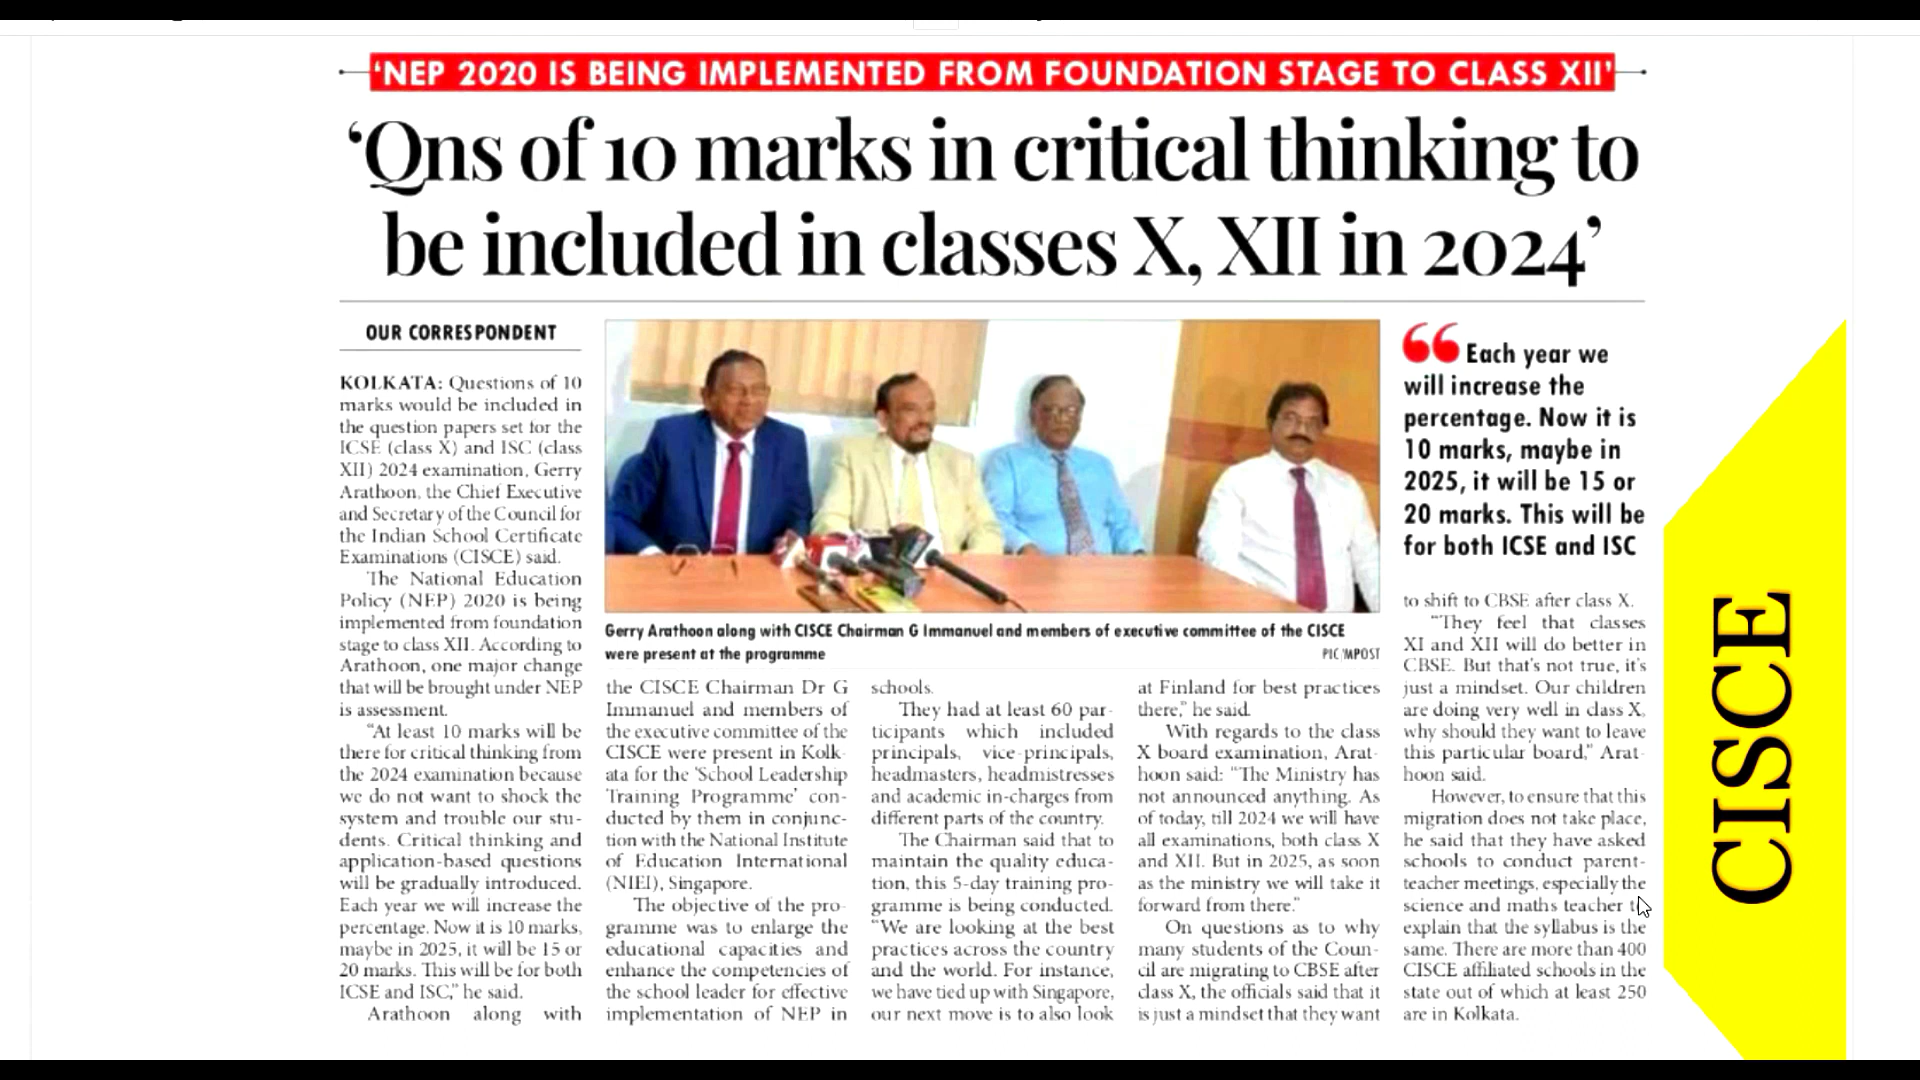 ‘NEP 2020 IS BEING IMPLEMENTED FROM FOUNDATION STAGE TO CLASS XII’
‘Qns of 10 marks in critical thinking to
be included in classes X, XII in 2024’
OUR CORRESPONDENT
KOLKATA: Questions of 10
marks would be included in
the question papers set for the
ICSE (class X) and ISC (class
XII) 2024 examination, Gerry
Arathoon, the Chief Executive
and Secretary of the Council for
the Indian School Certificate
Examinations (CISCE) said.
The National Education
Policy (NEP) 2020 is being
implemented from foundation
stage to class XII. According to
Arathoon, one major change
that will be brought under NEP
is assessment.
“At least 10 marks will be
there for critical thinking from
the 2024 examination because
we do not want to shock the
system and trouble our stu-
dents. Critical thinking and
application-based questions
will be gradually introduced.
Each year we will increase the
percentage. Now it is 10 marks,
maybe in 2025, it will be 15 or
20 marks. This will be for both
ICSE and ISC,” he said.
Arathoon along with
Gerry Arathoon along with CISCE Chairman G Immanuel and members of executive committee of the CISCE
were present at the programme
PIC/MPOST
the CISCE Chairman Dr G
Immanuel and members of
the executive committee of the
CISCE were present in Kolk-
ata for the ‘School Leadership
Training Programme’ con-
ducted by them in conjunc-
tion with the National Institute
of Education International
(NIEI), Singapore.
The objective of the pro-
gramme was to enlarge the
educational capacities and
enhance the competencies of
the school leader for effective
implementation of NEP in
schools.
They had at least 60 par-
ticipants which included
principals, vice-principals,
headmasters, headmistresses
and academic in-charges from
different parts of the country.
The Chairman said that to
maintain the quality educa-
tion, this 5-day training pro-
gramme is being conducted.
“We are looking at the best
practices across the country
and the world. For instance,
we have tied up with Singapore,
our next move is to also look
at Finland for best practices
there,” he said.
With regards to the class
X board examination, Arat-
hoon said: “The Ministry has
not announced anything. As
of today, till 2024 we will have
all examinations, both class X
and XII. But in 2025, as soon
as the ministry we will take it
forward from there.”
On questions as to why
many students of the Coun-
cil are migrating to CBSE after
class X, the officials said that it
is just a mindset that they want
“Each year we
will increase the
percentage. Now it is
10 marks, maybe in
2025, it will be 15 or
20 marks. This will be
for both ICSE and ISC
to shift to CBSE after class X.
“They feel that classes
XI and XII will do better in
CBSE. But that's not true, it's
just a mindset. Our children
are doing very well in class X,
why should they want to leave
this particular board,” Arat-
hoon said.
However, to ensure that this
migration does not take place,
he said that they have asked
schools to conduct parent-
teacher meetings, especially the
science and maths teacher to
explain that the syllabus is the
same. There are more than 400
CISCE affiliated schools in the
state out of which at least 250
are in Kolkata.
CISCE